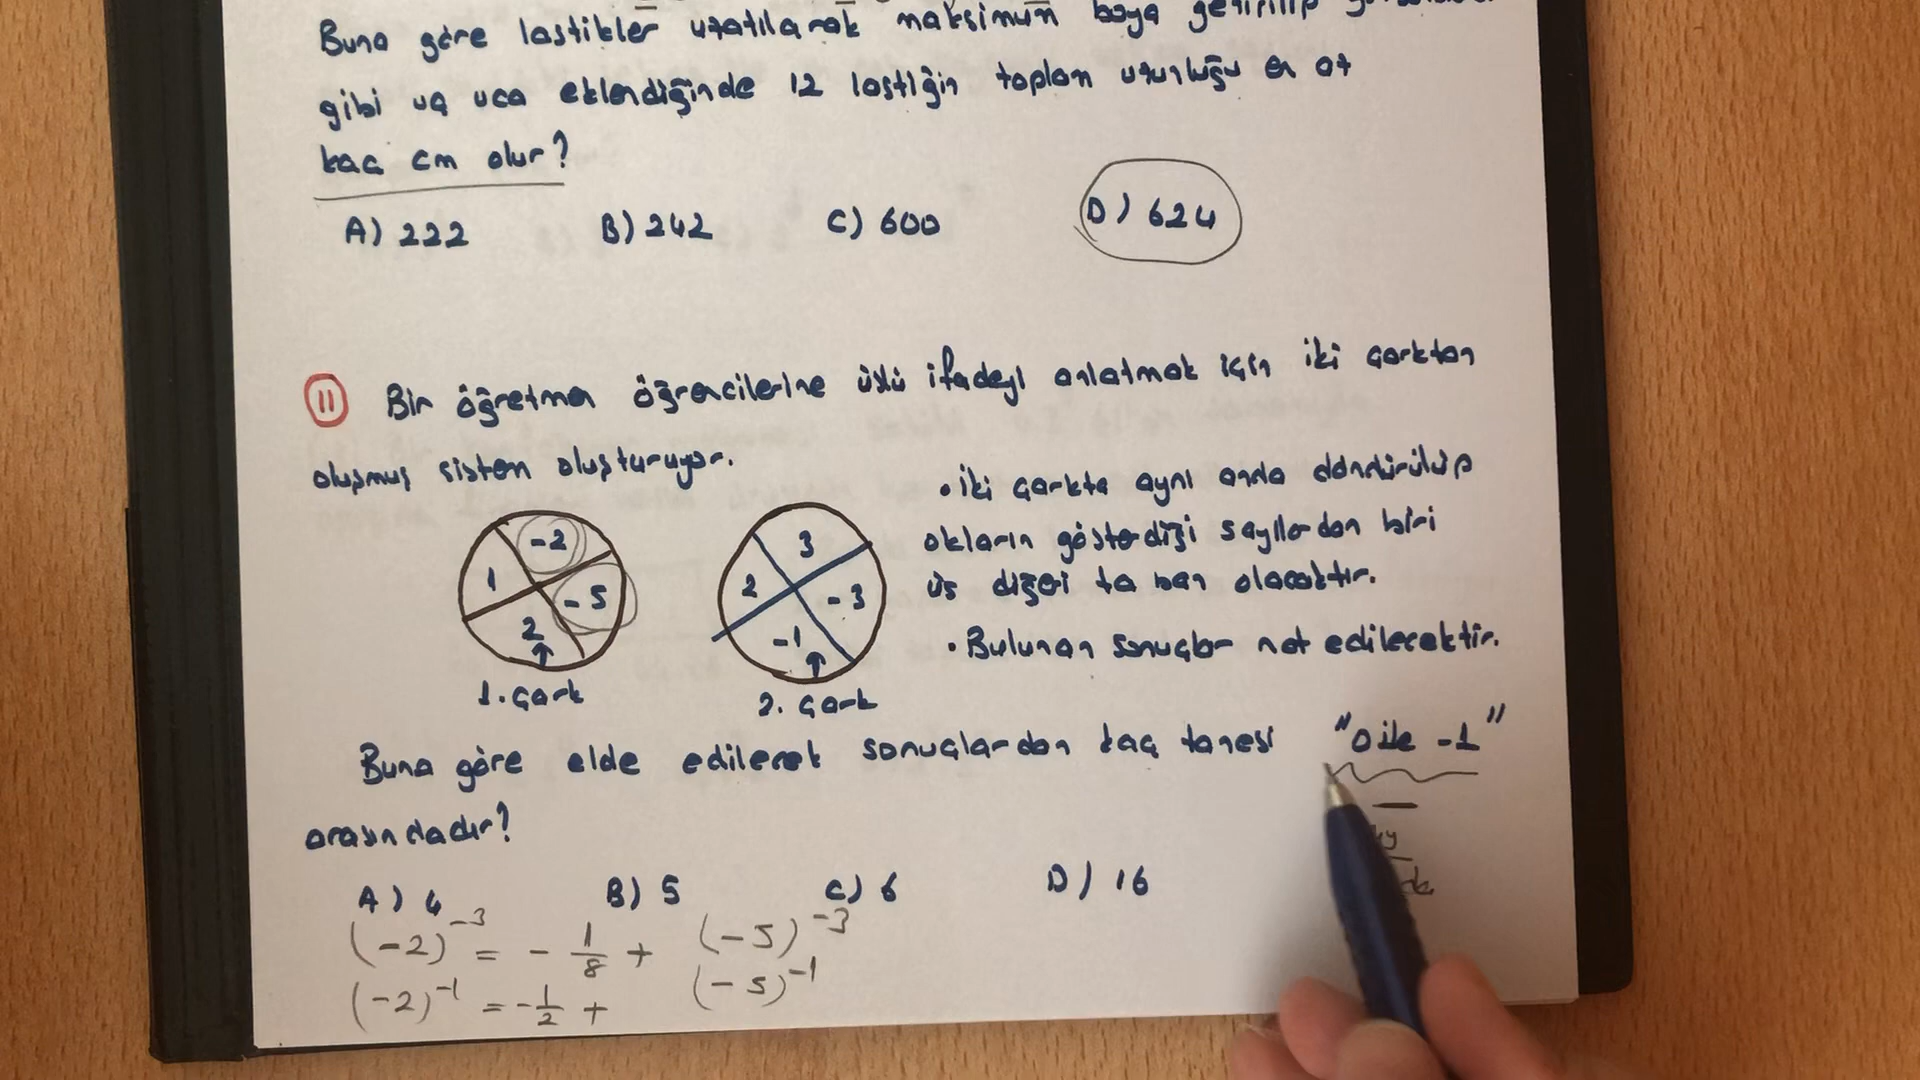 Buna göre lastikler uzatılarak maksimum boya getirilip
gibi uç uca eklendiğinde 12 lastiğin toplam uzunluğu en az
kaç cm olur?
A) 222 B) 242 C) 600 D) 624
11 Bir öğretmen öğrencilerine üslü ifadeyi anlatmak için iki çarktan
oluşmuş sistem oluşturuyor.
• İki çarkta aynı anda döndürülüp
okların gösterdiği sayılardan biri
üs diğeri taban olacaktır.
• Bulunan sonuçlar not edilecektir.
-2
1
-5
2
1. çark
3
2
-3
-1
2. çark
Buna göre elde edilecek sonuçlardan kaç tanesi "0 ile -1"
arasındadır?
A) 4 B) 5 C) 6 D) 16
(-2)⁻³ = - 1/8 + (-5)⁻³
(-2)⁻¹ = - 1/2 + (-5)⁻¹